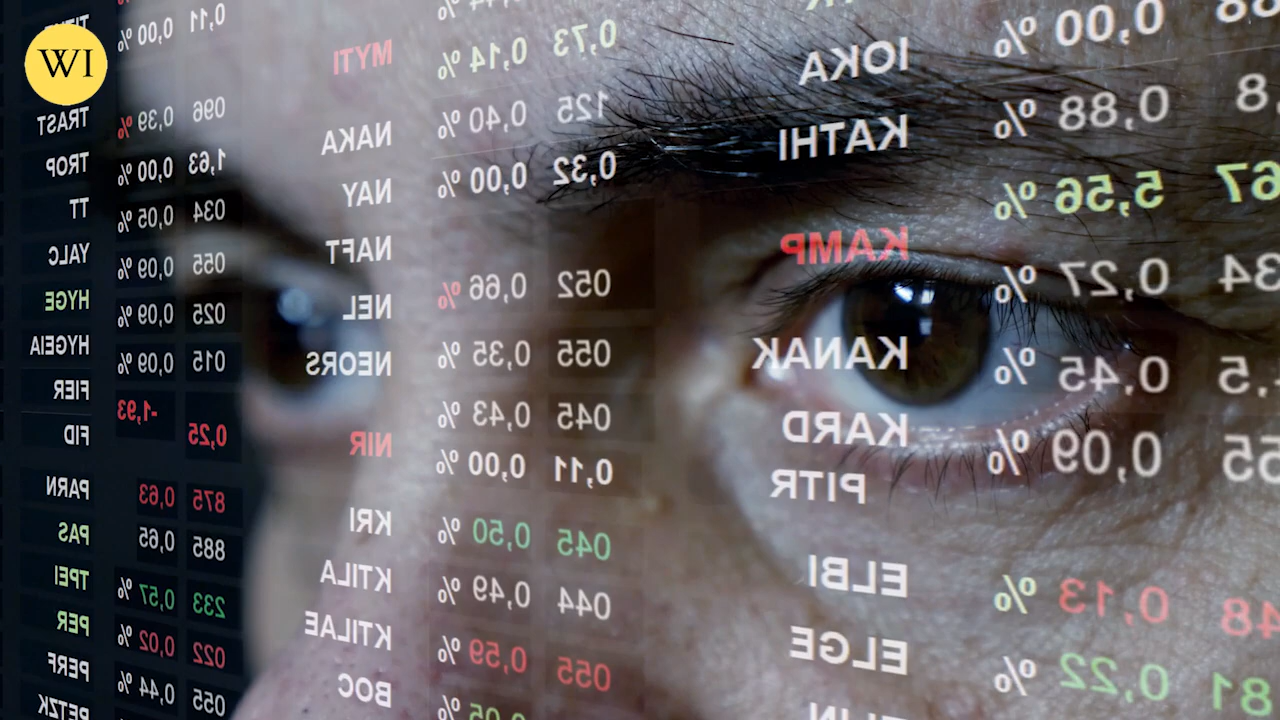 WI
0,11
0,00 %
TRAST
0,39 %
096
TROP
0,00 %
1,63
TT
0,05 %
034
YALC
0,09 %
055
HYGE
0,09 %
025
HYGEIA
0,09 %
015
FIER
-1,93
FID
0,25
PARN
0,63
875
PAS
0,65
885
TPEI
0,57 %
233
PER
0,02 %
022
PERF
0,44 %
055
PETZK
MYTI
0,14 %
0,73
NAKA
0,40 %
125
NAY
0,00 %
0,32
NAFT
NEL
0,66 %
052
NEORS
0,35 %
055
0,43 %
045
NIR
0,00 %
0,11
KRI
0,50 %
045
KTILA
0,49 %
044
KTILAE
0,59 %
055
BOC
0,05
IOKA
0,00 %
KATHI
0,88 %
5,56 %
KAMP
0,27 %
KANAK
0,45 %
KARD
0,09 %
PITR
ELBI
0,13 %
ELGE
0,22 %